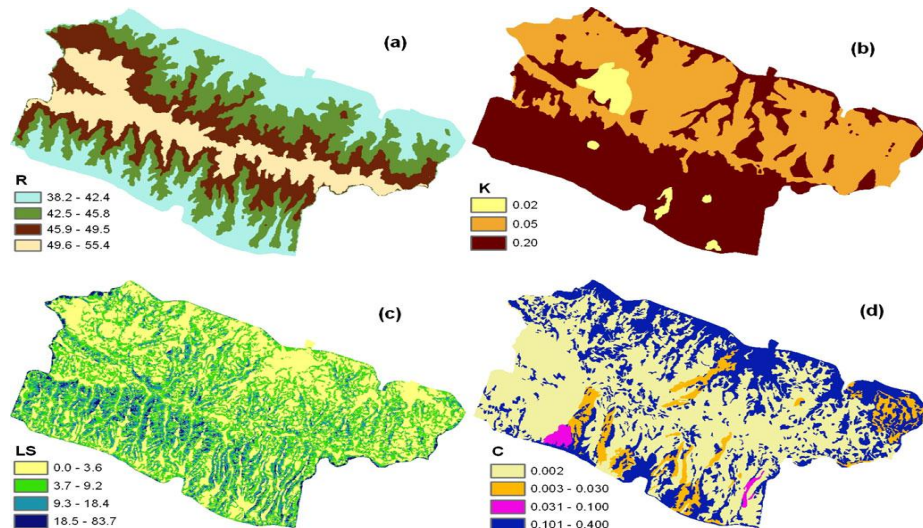 (a)
R
38.2 - 42.4
42.5 - 45.8
45.9 - 49.5
49.6 - 55.4
(b)
K
0.02
0.05
0.20
(c)
LS
0.0 - 3.6
3.7 - 9.2
9.3 - 18.4
18.5 - 83.7
(d)
C
0.002
0.003 - 0.030
0.031 - 0.100
0.101 - 0.400